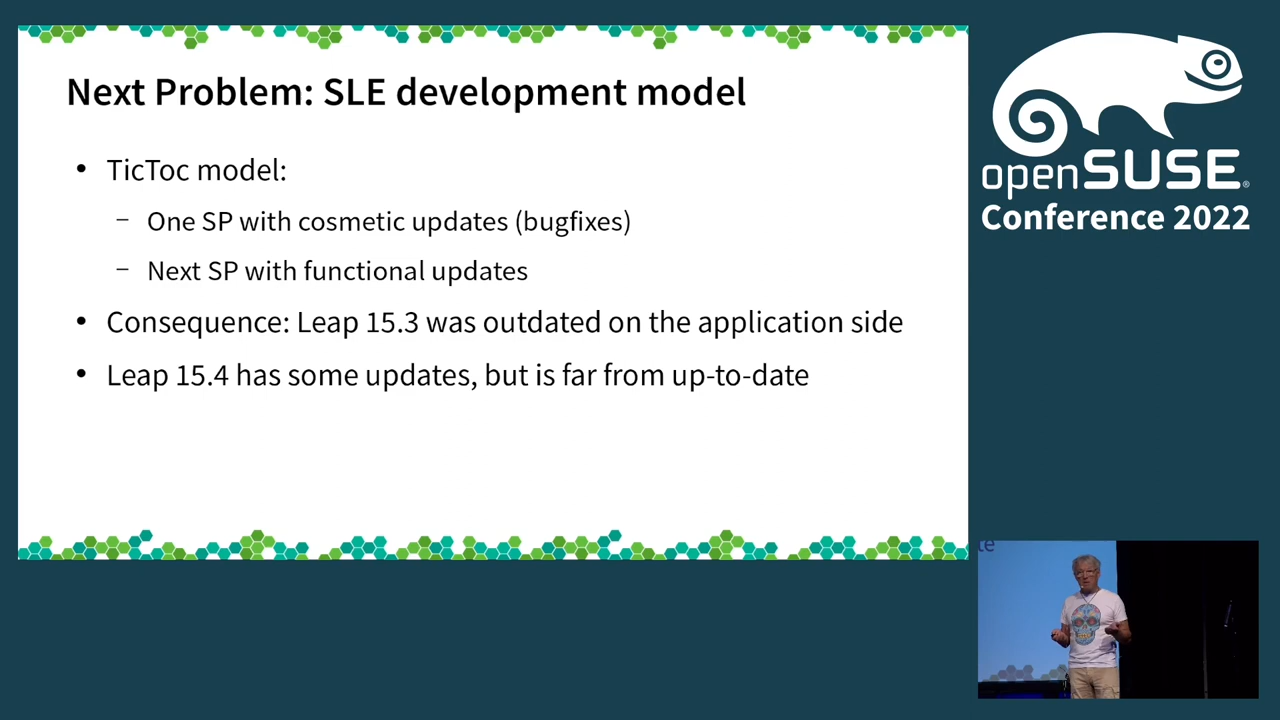 Next Problem: SLE development model
• TicToc model:
– One SP with cosmetic updates (bugfixes)
– Next SP with functional updates
• Consequence: Leap 15.3 was outdated on the application side
• Leap 15.4 has some updates, but is far from up-to-date
openSUSE®
Conference 2022
te